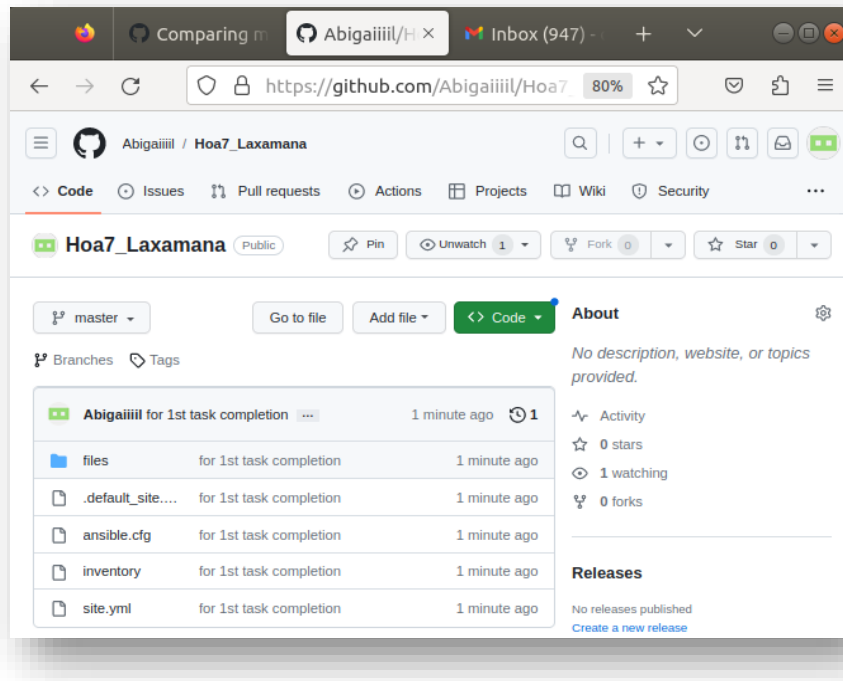 Comparing m Abigaiiiil/H Inbox (947) -
https://github.com/Abigaiiiil/Hoa7_ 80%
Abigaiiiil / Hoa7_Laxamana
Code Issues Pull requests Actions Projects Wiki Security
Hoa7_Laxamana Public Pin Unwatch 1 Fork 0 Star 0
master Go to file Add file Code
Branches Tags
Abigaiiiil for 1st task completion ... 1 minute ago 1
files for 1st task completion 1 minute ago
.default_site.... for 1st task completion 1 minute ago
ansible.cfg for 1st task completion 1 minute ago
inventory for 1st task completion 1 minute ago
site.yml for 1st task completion 1 minute ago
About
No description, website, or topics
provided.
Activity
0 stars
1 watching
0 forks
Releases
No releases published
Create a new release